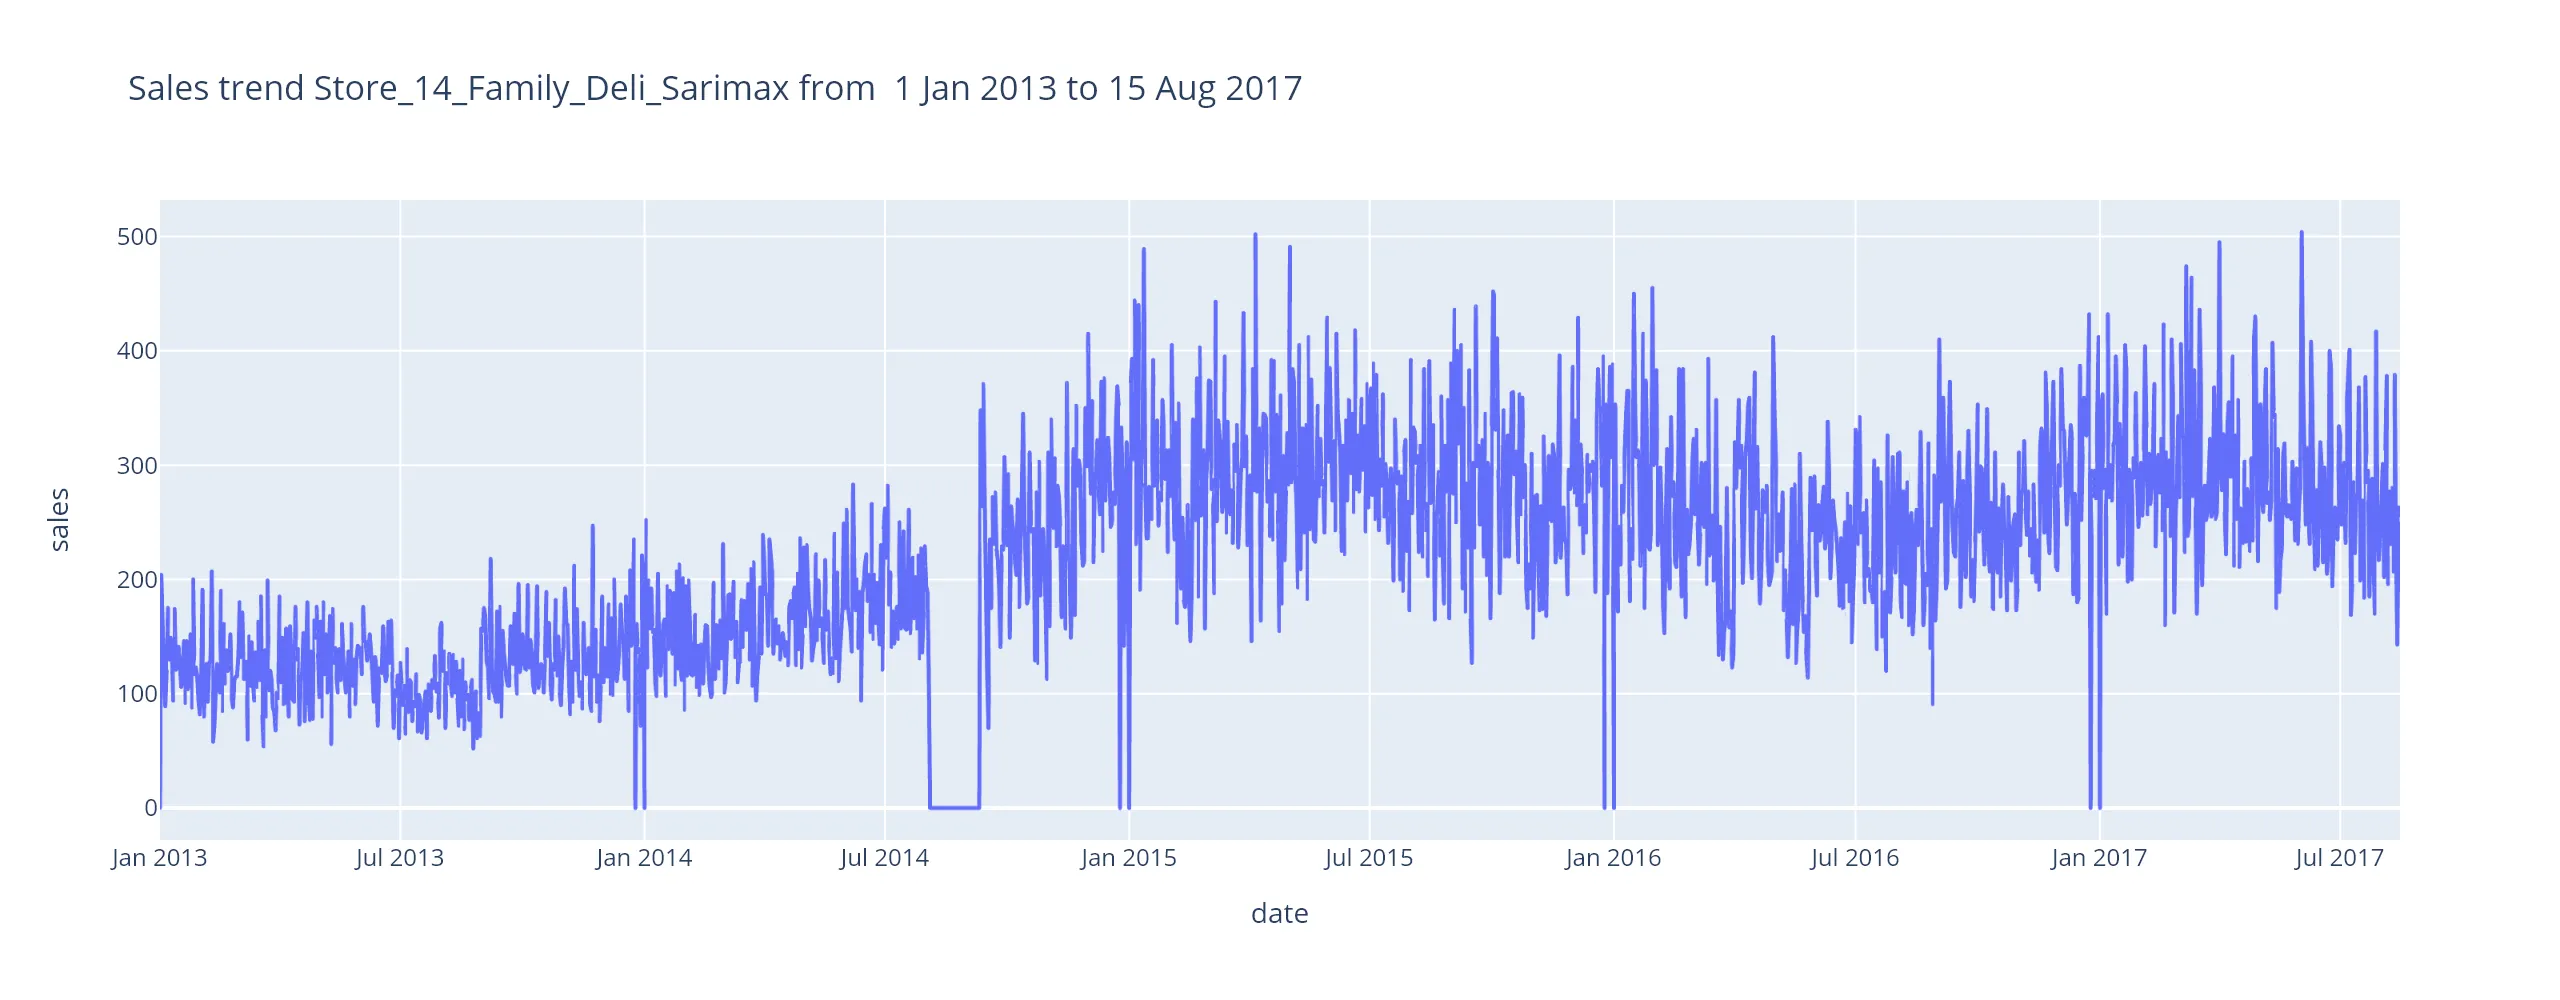 Sales trend Store_14_Family_Deli_Sarimax from  1 Jan 2013 to 15 Aug 2017
500
400
300
200
100
0
sales
Jan 2013
Jul 2013
Jan 2014
Jul 2014
Jan 2015
Jul 2015
Jan 2016
Jul 2016
Jan 2017
Jul 2017
date